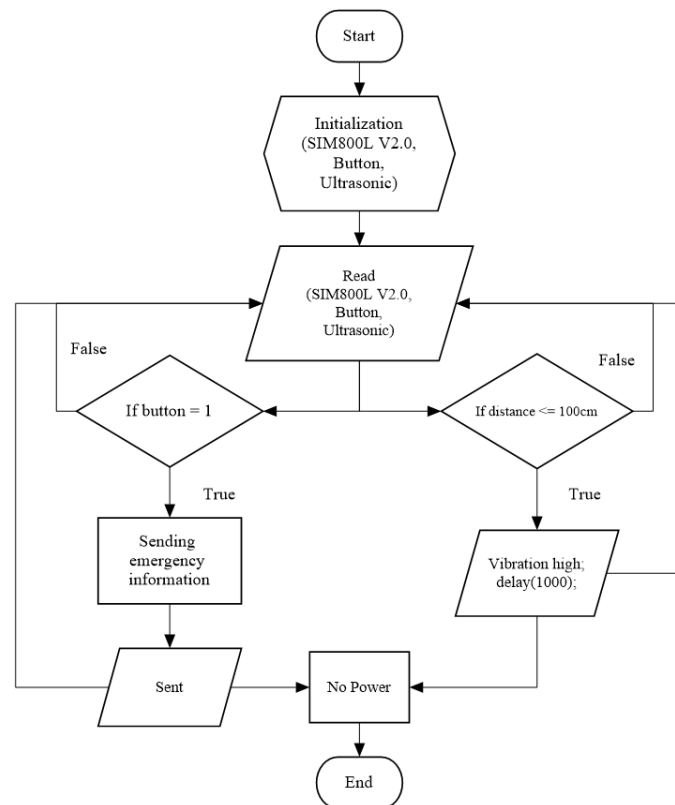 Start
Initialization
(SIM800L V2.0,
Button,
Ultrasonic)
Read
(SIM800L V2.0,
Button,
Ultrasonic)
False
False
If button = 1
If distance <= 100cm
True
True
Sending
emergency
information
Vibration high;
delay(1000);
Sent
No Power
End